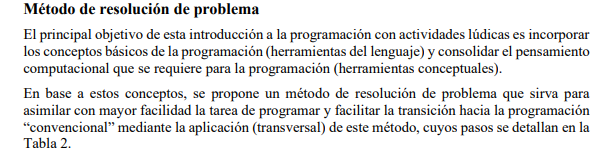 Método de resolución de problema
El principal objetivo de esta introducción a la programación con actividades lúdicas es incorporar
los conceptos básicos de la programación (herramientas del lenguaje) y consolidar el pensamiento
computacional que se requiere para la programación (herramientas conceptuales).
En base a estos conceptos, se propone un método de resolución de problema que sirva para
asimilar con mayor facilidad la tarea de programar y facilitar la transición hacia la programación
“convencional” mediante la aplicación (transversal) de este método, cuyos pasos se detallan en la
Tabla 2.